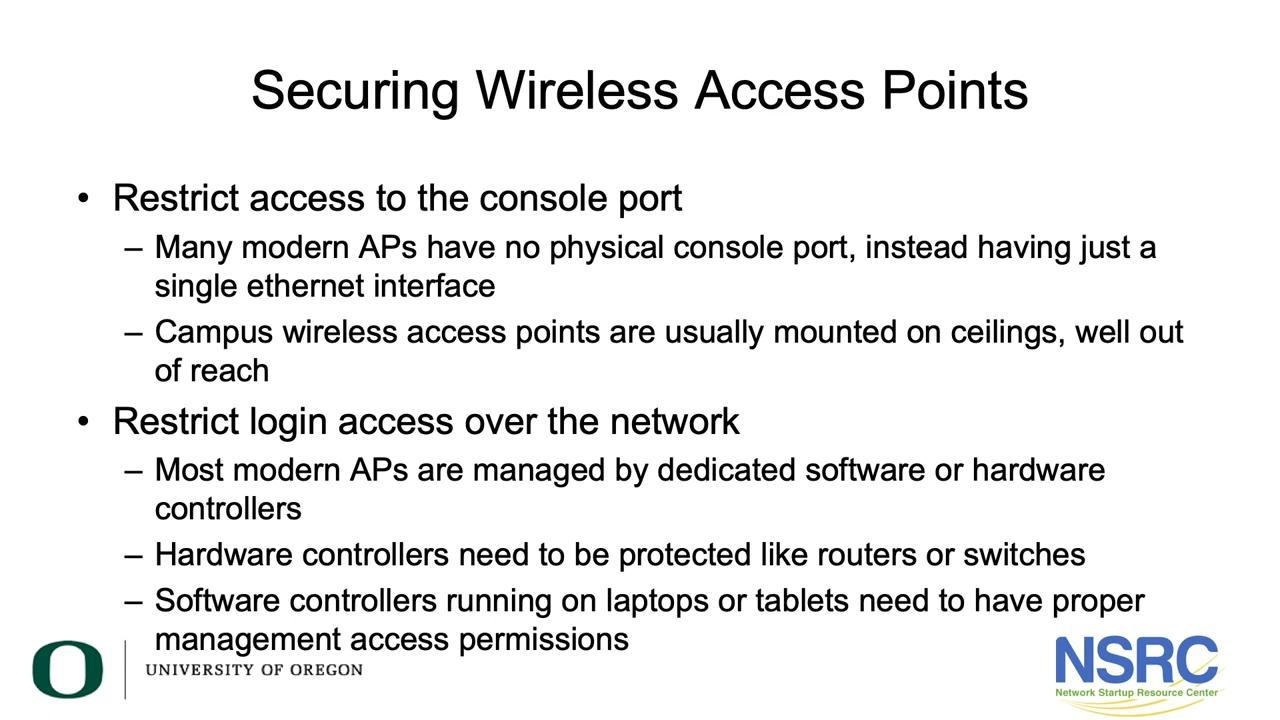 Securing Wireless Access Points
• Restrict access to the console port
– Many modern APs have no physical console port, instead having just a
single ethernet interface
– Campus wireless access points are usually mounted on ceilings, well out
of reach
• Restrict login access over the network
– Most modern APs are managed by dedicated software or hardware
controllers
– Hardware controllers need to be protected like routers or switches
– Software controllers running on laptops or tablets need to have proper
management access permissions
O
UNIVERSITY OF OREGON
NSRC
Network Startup Resource Center